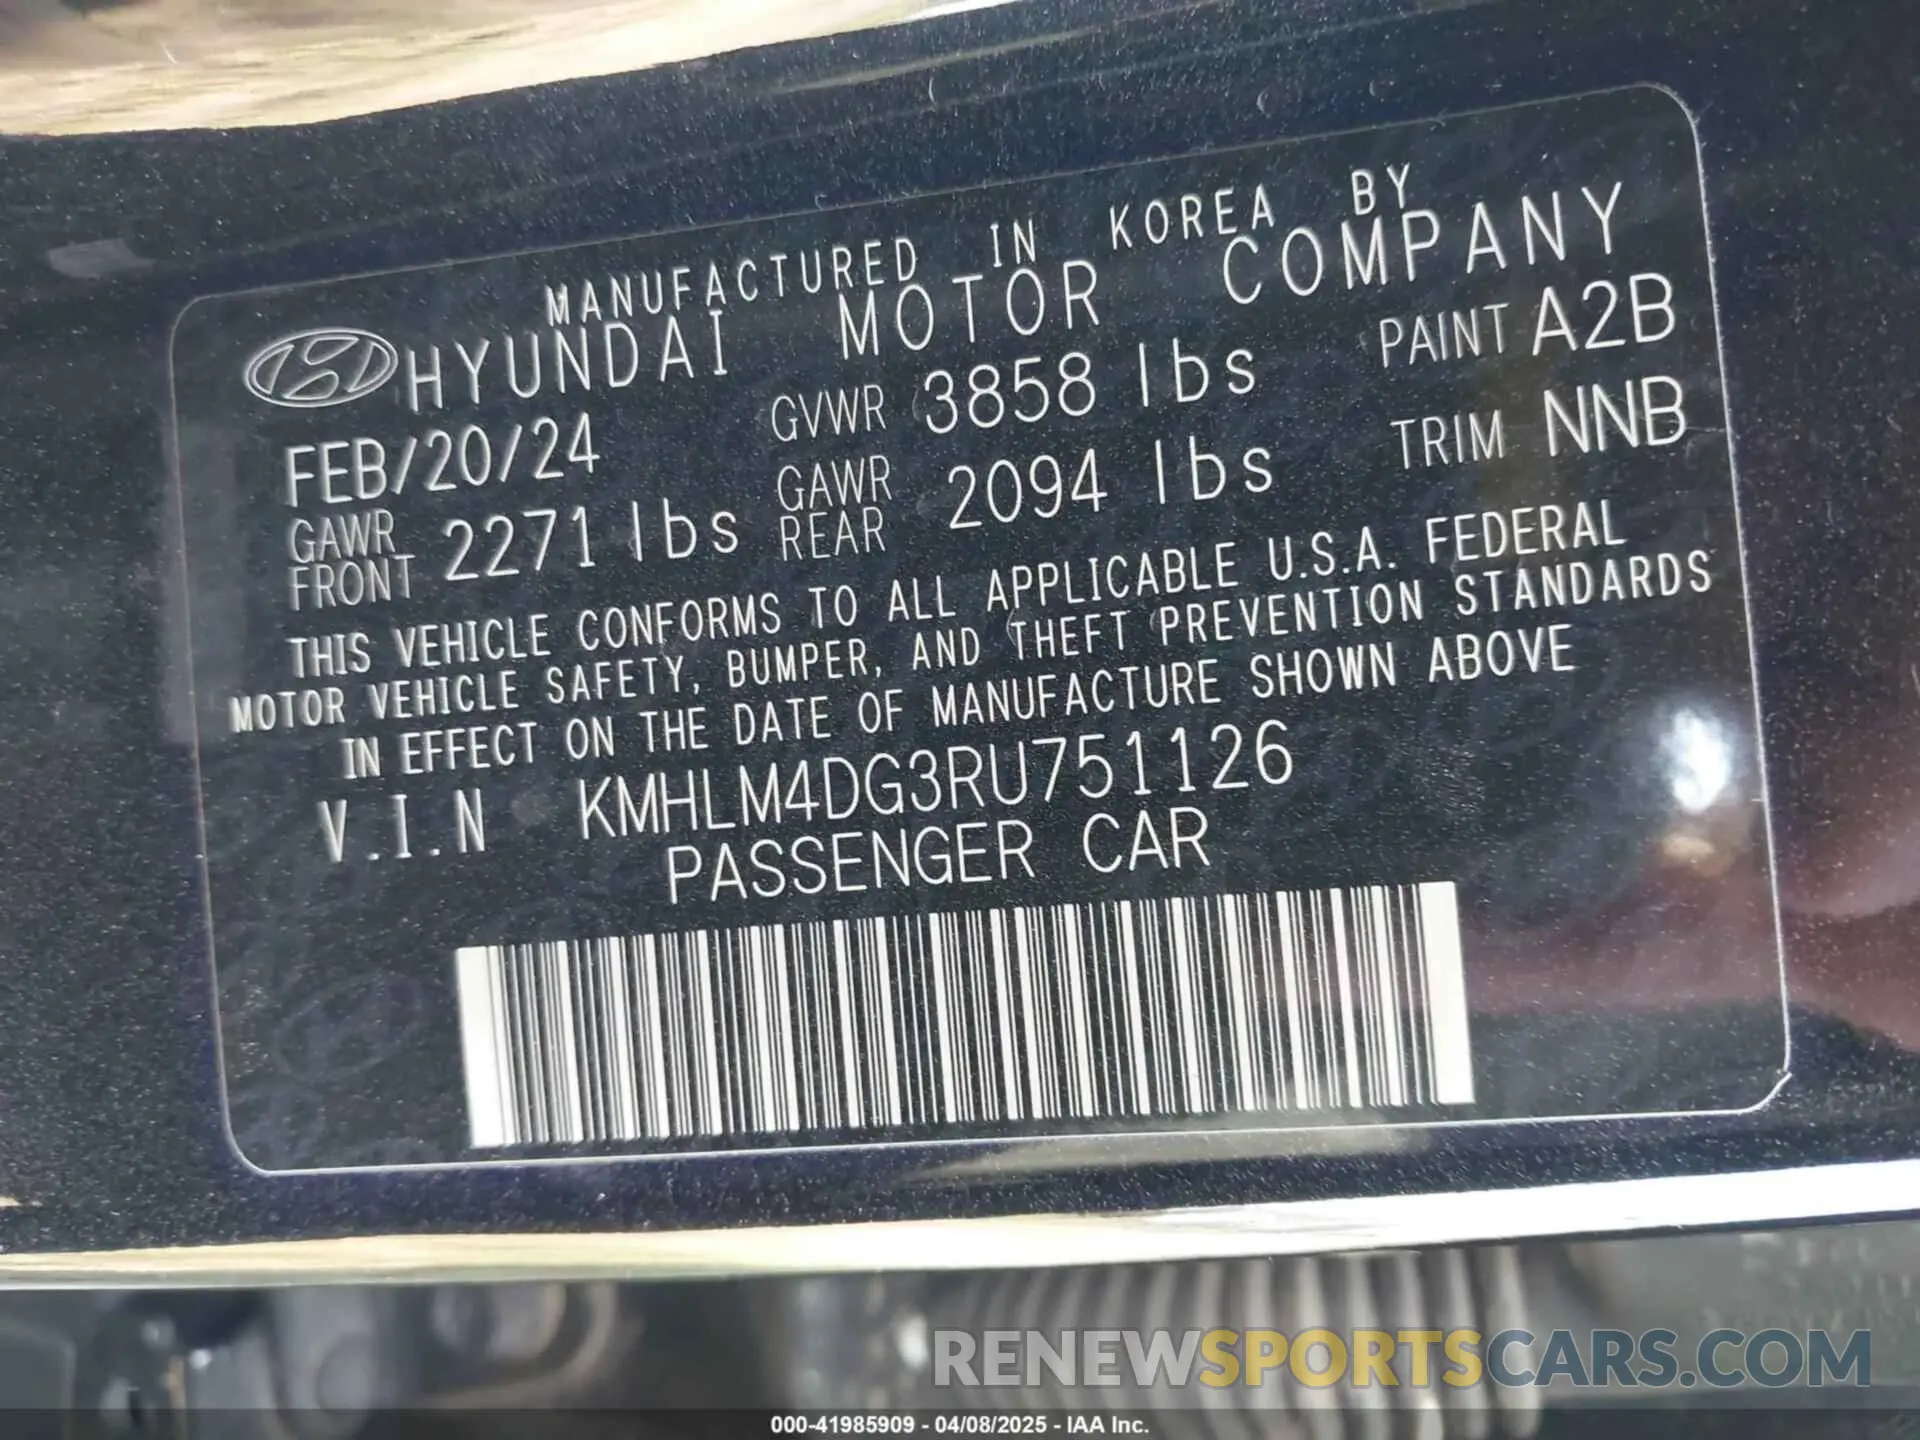 MANUFACTURED IN KOREA BY
HYUNDAI MOTOR COMPANY
FEB/20/24 GVWR 3858 lbs PAINT A2B
GAWR FRONT 2271 lbs GAWR REAR 2094 lbs TRIM NNB
THIS VEHICLE CONFORMS TO ALL APPLICABLE U.S.A. FEDERAL
MOTOR VEHICLE SAFETY, BUMPER, AND THEFT PREVENTION STANDARDS
IN EFFECT ON THE DATE OF MANUFACTURE SHOWN ABOVE
V.I.N KMHLM4DG3RU751126
PASSENGER CAR
RENEWSPORTSCARS.COM
000-41985909 - 04/08/2025 - IAA Inc.